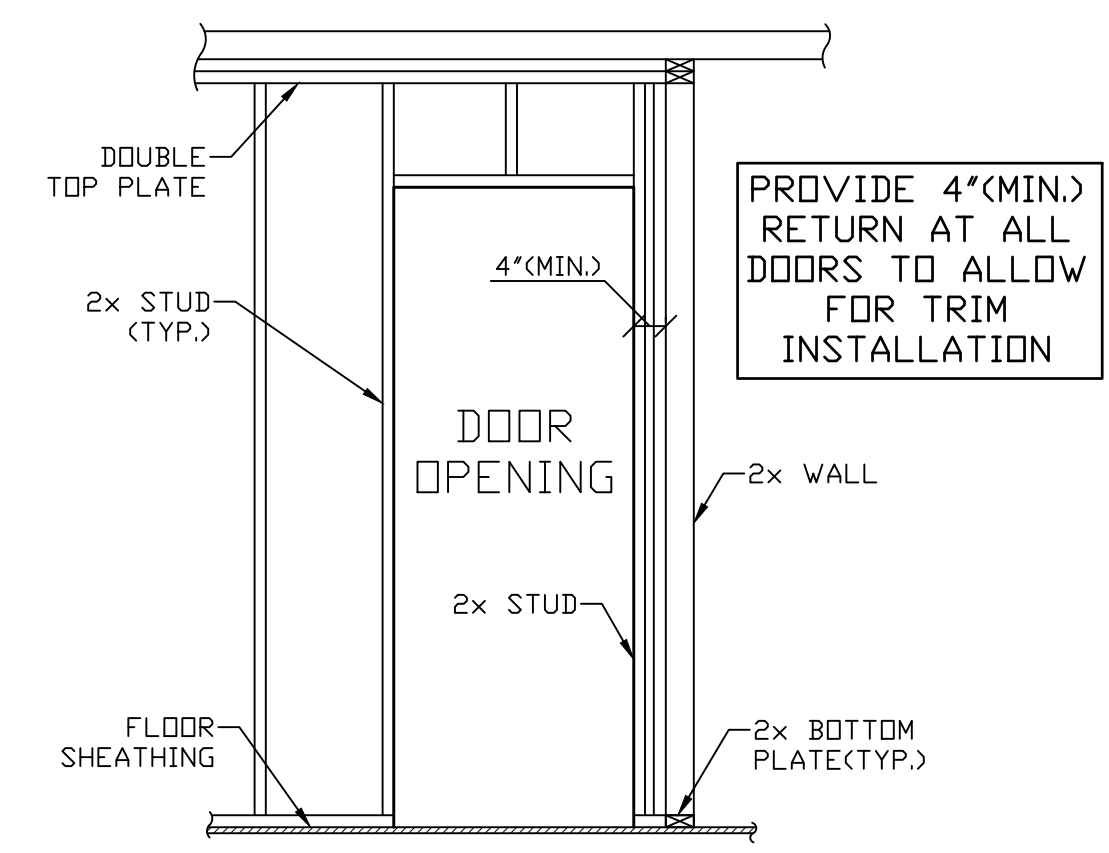 DOUBLE
TOP PLATE
PROVIDE 4"(MIN.)
RETURN AT ALL
DOORS TO ALLOW
FOR TRIM
INSTALLATION
4"(MIN.)
2x STUD
(TYP.)
DOOR
OPENING
2x WALL
2x STUD
FLOOR
SHEATHING
2x BOTTOM
PLATE(TYP.)